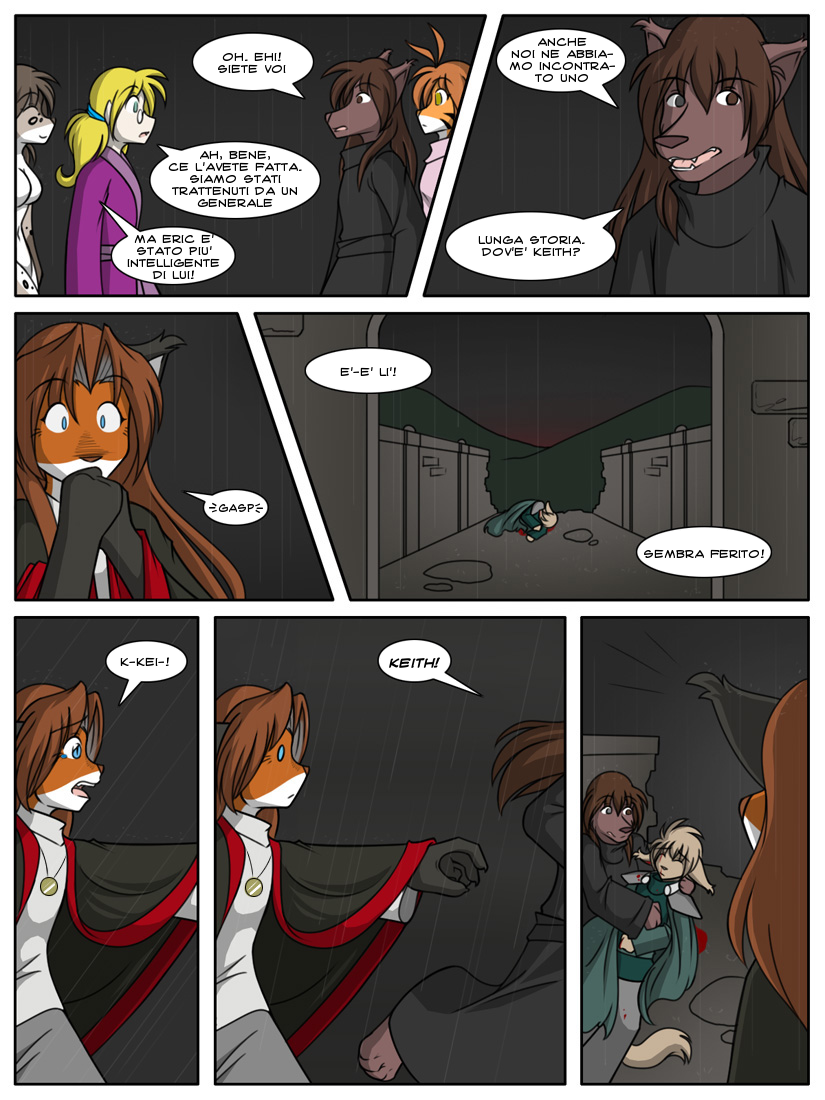 OH. EHI!
SIETE VOI
AH, BENE,
CE L'AVETE FATTA.
SIAMO STATI
TRATTENUTI DA UN
GENERALE
MA ERIC E'
STATO PIU'
INTELLIGENTE
DI LUI!
ANCHE
NOI NE ABBIA-
MO INCONTRA-
TO UNO
LUNGA STORIA.
DOV'E' KEITH?
GASP
E'-E' LI'!
SEMBRA FERITO!
K-KEI-!
KEITH!